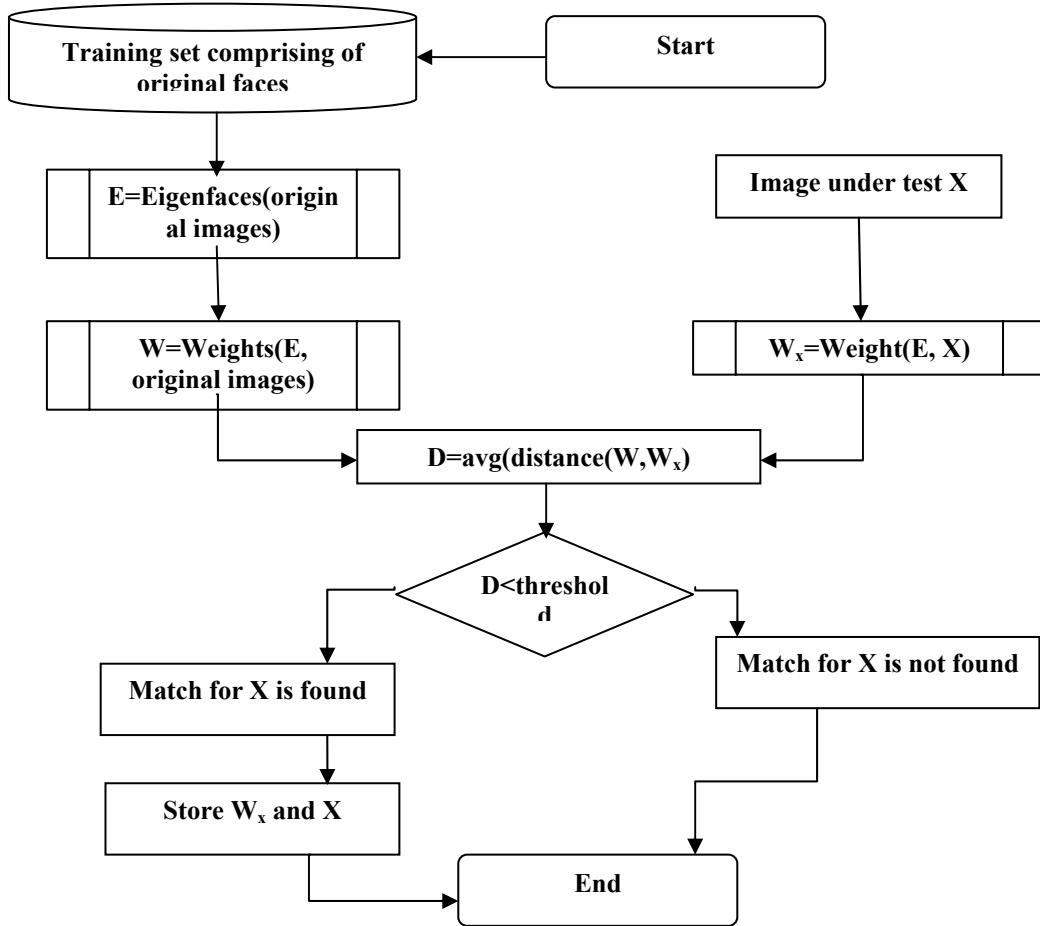 Training set comprising of
original faces
Start
E=Eigenfaces(origin
al images)
Image under test X
W=Weights(E,
original images)
Wₓ=Weight(E, X)
D=avg(distance(W,Wₓ)
D<threshol
d
Match for X is found
Match for X is not found
Store Wₓ and X
End